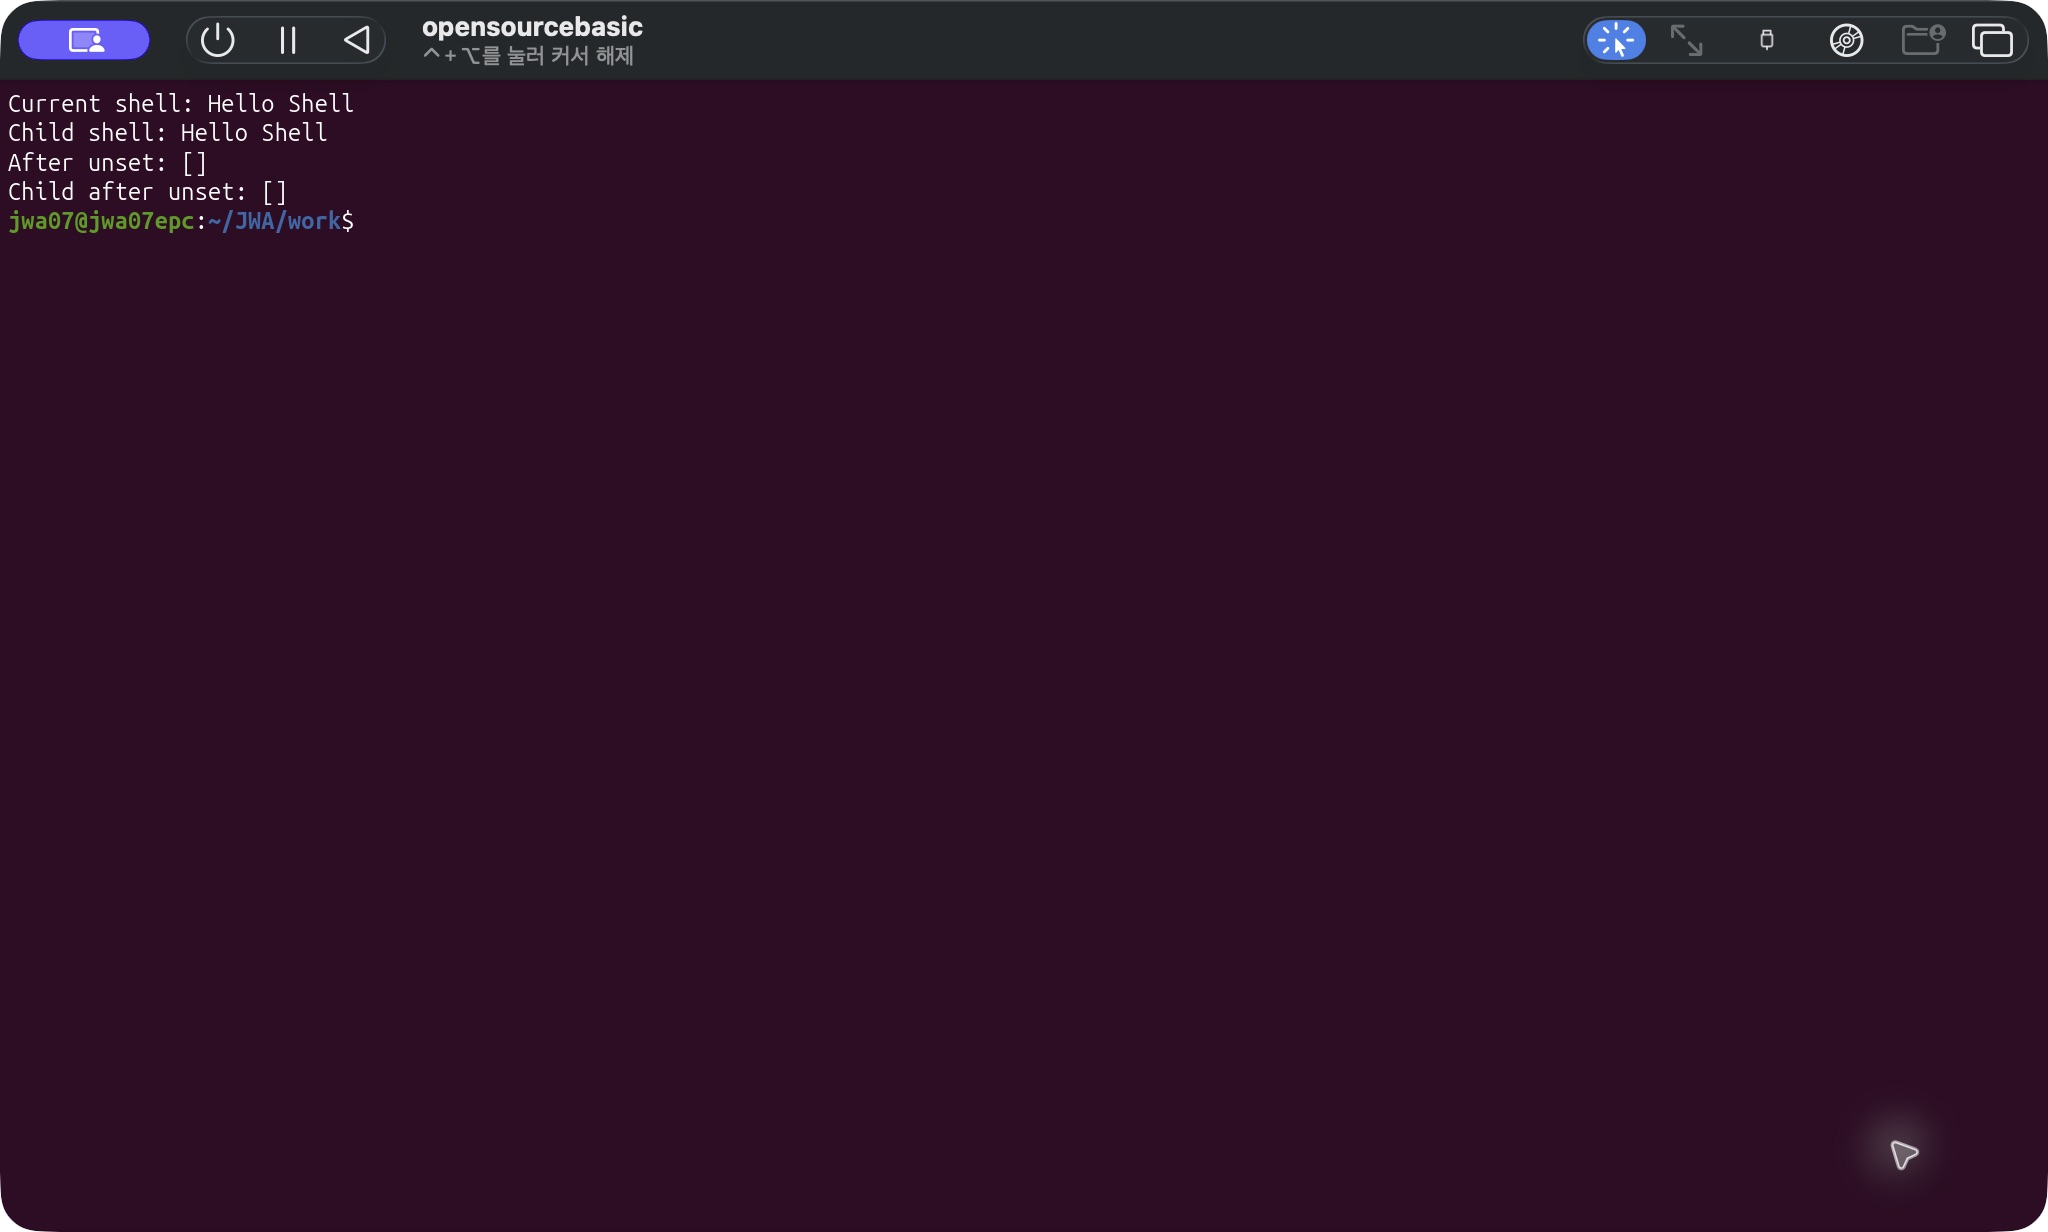 opensourcebasic
^+⌥를 눌러 커서 해제
Current shell: Hello Shell
Child shell: Hello Shell
After unset: []
Child after unset: []
jwa07@jwa07epc:~/JWA/work$